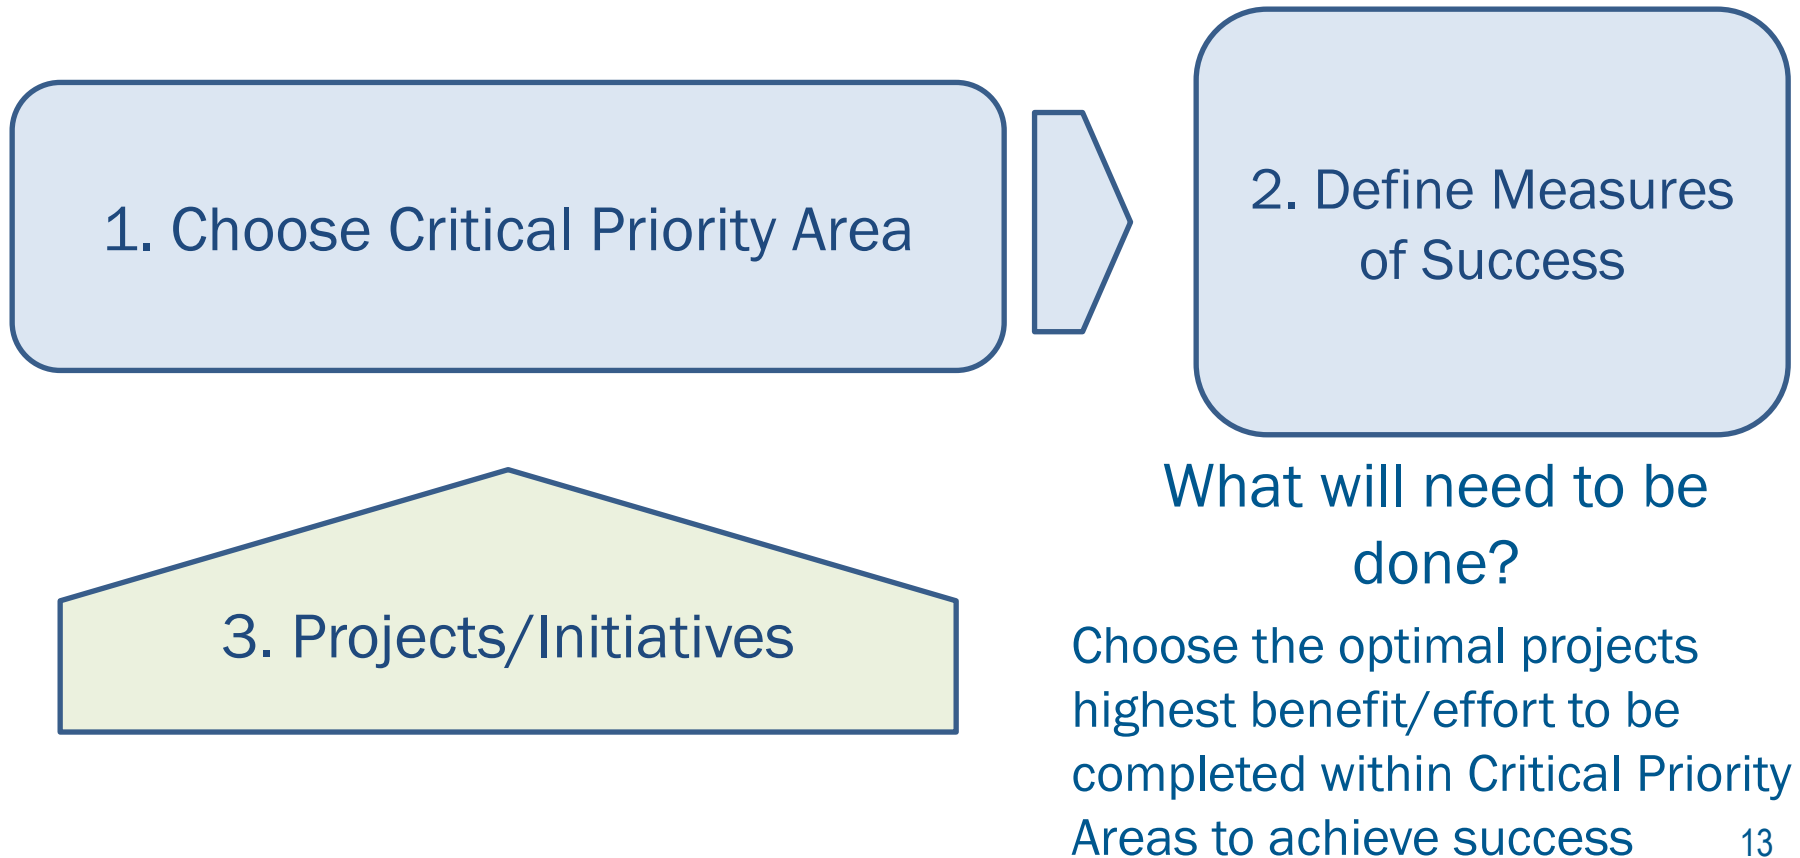 1. Choose Critical Priority Area
2. Define Measures
of Success
3. Projects/Initiatives
What will need to be
done?
Choose the optimal projects
highest benefit/effort to be
completed within Critical Priority
Areas to achieve success
13